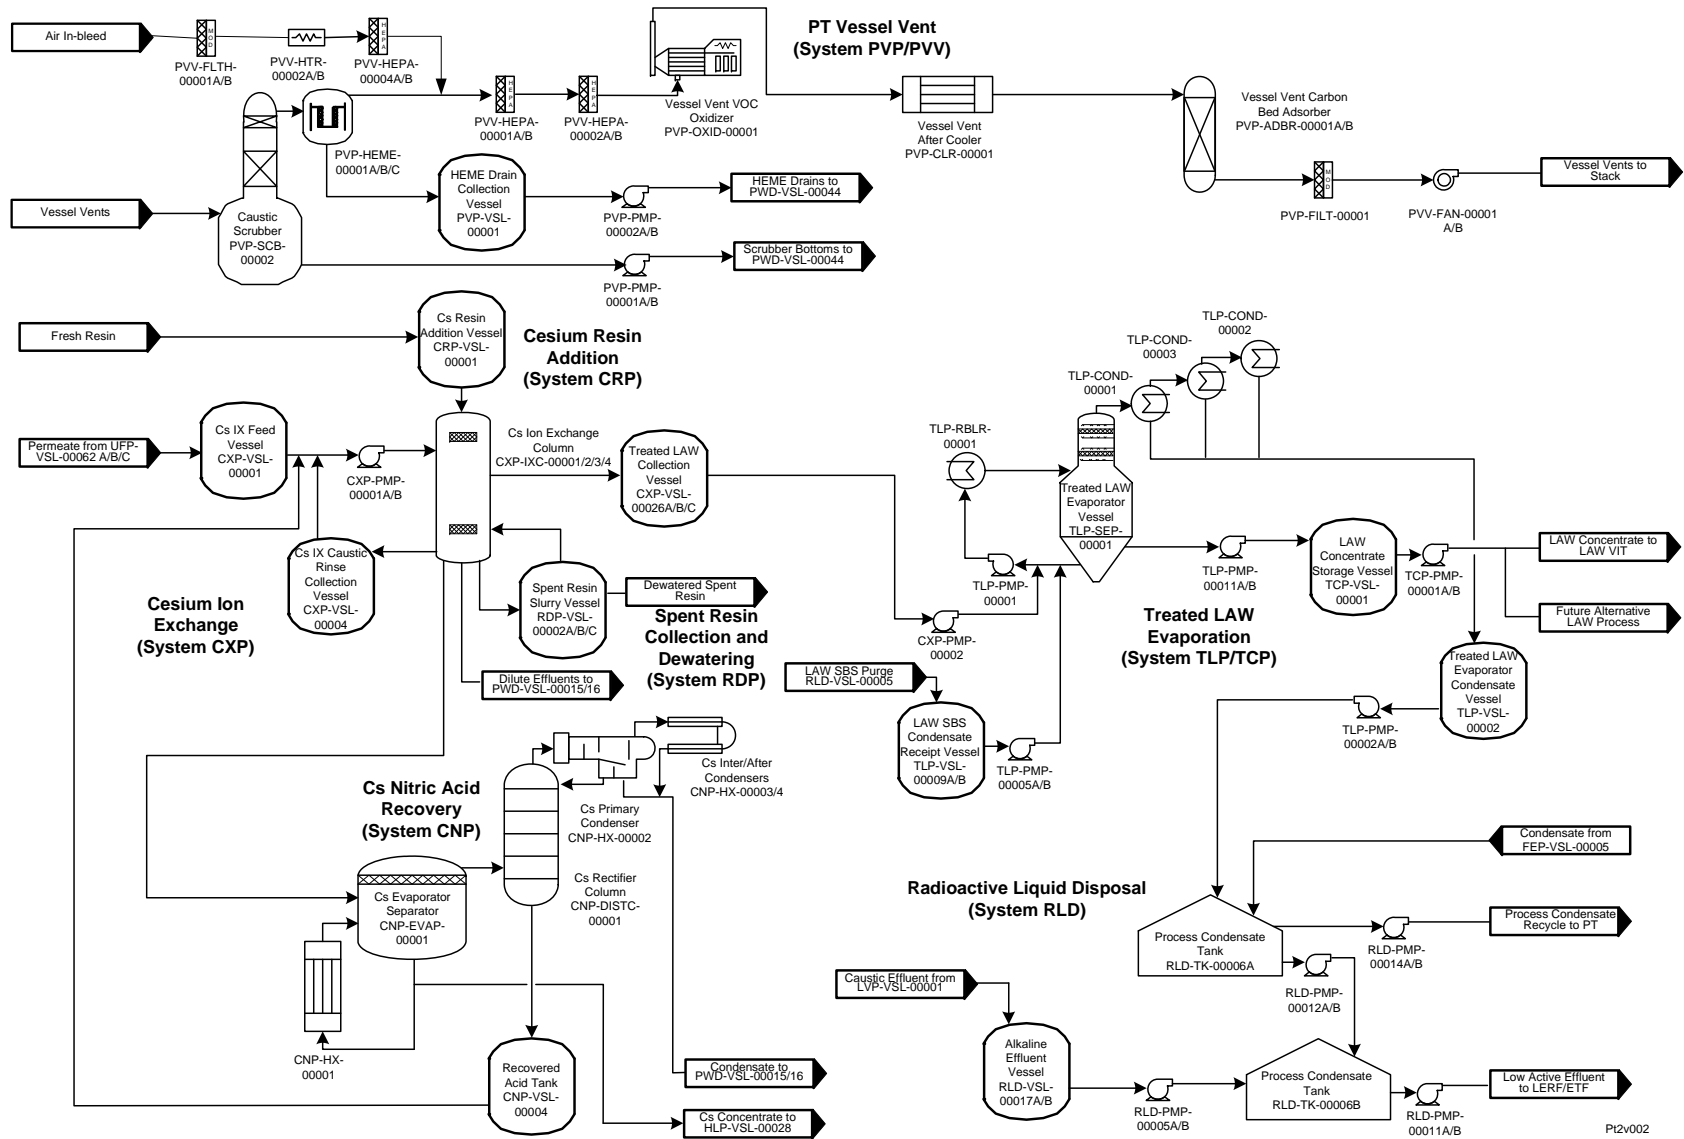 Air In-bleed
MOD
PVV-FLTH-
00001A/B
PVV-HTR-
00002A/B
HEPA
PVV-HEPA-
00004A/B
HEPA
PVV-HEPA-
00001A/B
HEPA
PVV-HEPA-
00002A/B
Vessel Vent VOC
Oxidizer
PVP-OXID-00001
PT Vessel Vent
(System PVP/PVV)
Vessel Vent
After Cooler
PVP-CLR-00001
Vessel Vent Carbon
Bed Adsorber
PVP-ADBR-00001A/B
MOD
PVP-FILT-00001
PVV-FAN-00001
A/B
Vessel Vents to
Stack
Vessel Vents
Caustic
Scrubber
PVP-SCB-
00002
PVP-HEME-
00001A/B/C
HEME Drain
Collection
Vessel
PVP-VSL-
00001
PVP-PMP-
00002A/B
HEME Drains to
PWD-VSL-00044
PVP-PMP-
00001A/B
Scrubber Bottoms to
PWD-VSL-00044
Fresh Resin
Cs Resin
Addition Vessel
CRP-VSL-
00001
Cesium Resin
Addition
(System CRP)
Permeate from UFP-
VSL-00062 A/B/C
Cs IX Feed
Vessel
CXP-VSL-
00001
CXP-PMP-
00001A/B
Cs Ion Exchange
Column
CXP-IXC-00001/2/3/4
Treated LAW
Collection
Vessel
CXP-VSL-
00026A/B/C
Cs IX Caustic
Rinse
Collection
Vessel
CXP-VSL-
00004
Cesium Ion
Exchange
(System CXP)
Spent Resin
Slurry Vessel
RDP-VSL-
00002A/B/C
Dewatered Spent
Resin
Spent Resin
Collection and
Dewatering
(System RDP)
Dilute Effluents to
PWD-VSL-00015/16
TLP-RBLR-
00001
TLP-COND-
00001
TLP-COND-
00003
TLP-COND-
00002
Treated LAW
Evaporator
Vessel
TLP-SEP-
00001
TLP-PMP-
00001
CXP-PMP-
00002
LAW SBS Purge
RLD-VSL-00005
LAW SBS
Condensate
Receipt Vessel
TLP-VSL-
00009A/B
TLP-PMP-
00005A/B
TLP-PMP-
00011A/B
LAW
Concentrate
Storage Vessel
TCP-VSL-
00001
TCP-PMP-
00001A/B
LAW Concentrate to
LAW VIT
Future Alternative
LAW Process
Treated LAW
Evaporation
(System TLP/TCP)
Treated LAW
Evaporator
Condensate
Vessel
TLP-VSL-
00002
TLP-PMP-
00002A/B
Cs Nitric Acid
Recovery
(System CNP)
Cs Inter/After
Condensers
CNP-HX-00003/4
Cs Primary
Condenser
CNP-HX-00002
Cs Rectifier
Column
CNP-DISTC-
00001
Cs Evaporator
Separator
CNP-EVAP-
00001
CNP-HX-
00001
Recovered
Acid Tank
CNP-VSL-
00004
Condensate to
PWD-VSL-00015/16
Cs Concentrate to
HLP-VSL-00028
Radioactive Liquid Disposal
(System RLD)
Condensate from
FEP-VSL-00005
Process Condensate
Tank
RLD-TK-00006A
RLD-PMP-
00014A/B
Process Condensate
Recycle to PT
RLD-PMP-
00012A/B
Caustic Effluent from
LVP-VSL-00001
Alkaline
Effluent
Vessel
RLD-VSL-
00017A/B
RLD-PMP-
00005A/B
Process Condensate
Tank
RLD-TK-00006B
RLD-PMP-
00011A/B
Low Active Effluent
to LERF/ETF
Pt2v002